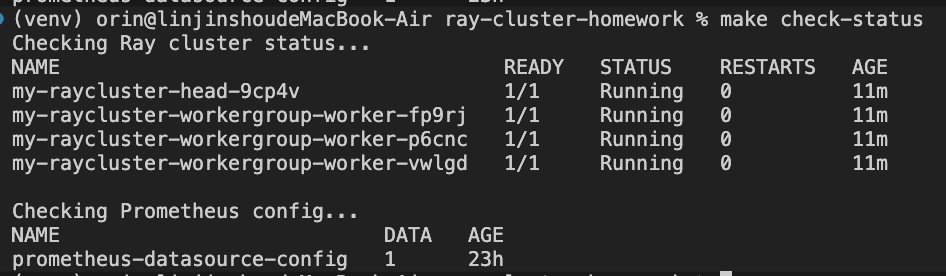 (venv) orin@linjinshoudeMacBook-Air ray-cluster-homework % make check-status
Checking Ray cluster status...
NAME READY STATUS RESTARTS AGE
my-raycluster-head-9cp4v 1/1 Running 0 11m
my-raycluster-workergroup-worker-fp9rj 1/1 Running 0 11m
my-raycluster-workergroup-worker-p6cnc 1/1 Running 0 11m
my-raycluster-workergroup-worker-vwlgd 1/1 Running 0 11m
Checking Prometheus config...
NAME DATA AGE
prometheus-datasource-config 1 23h